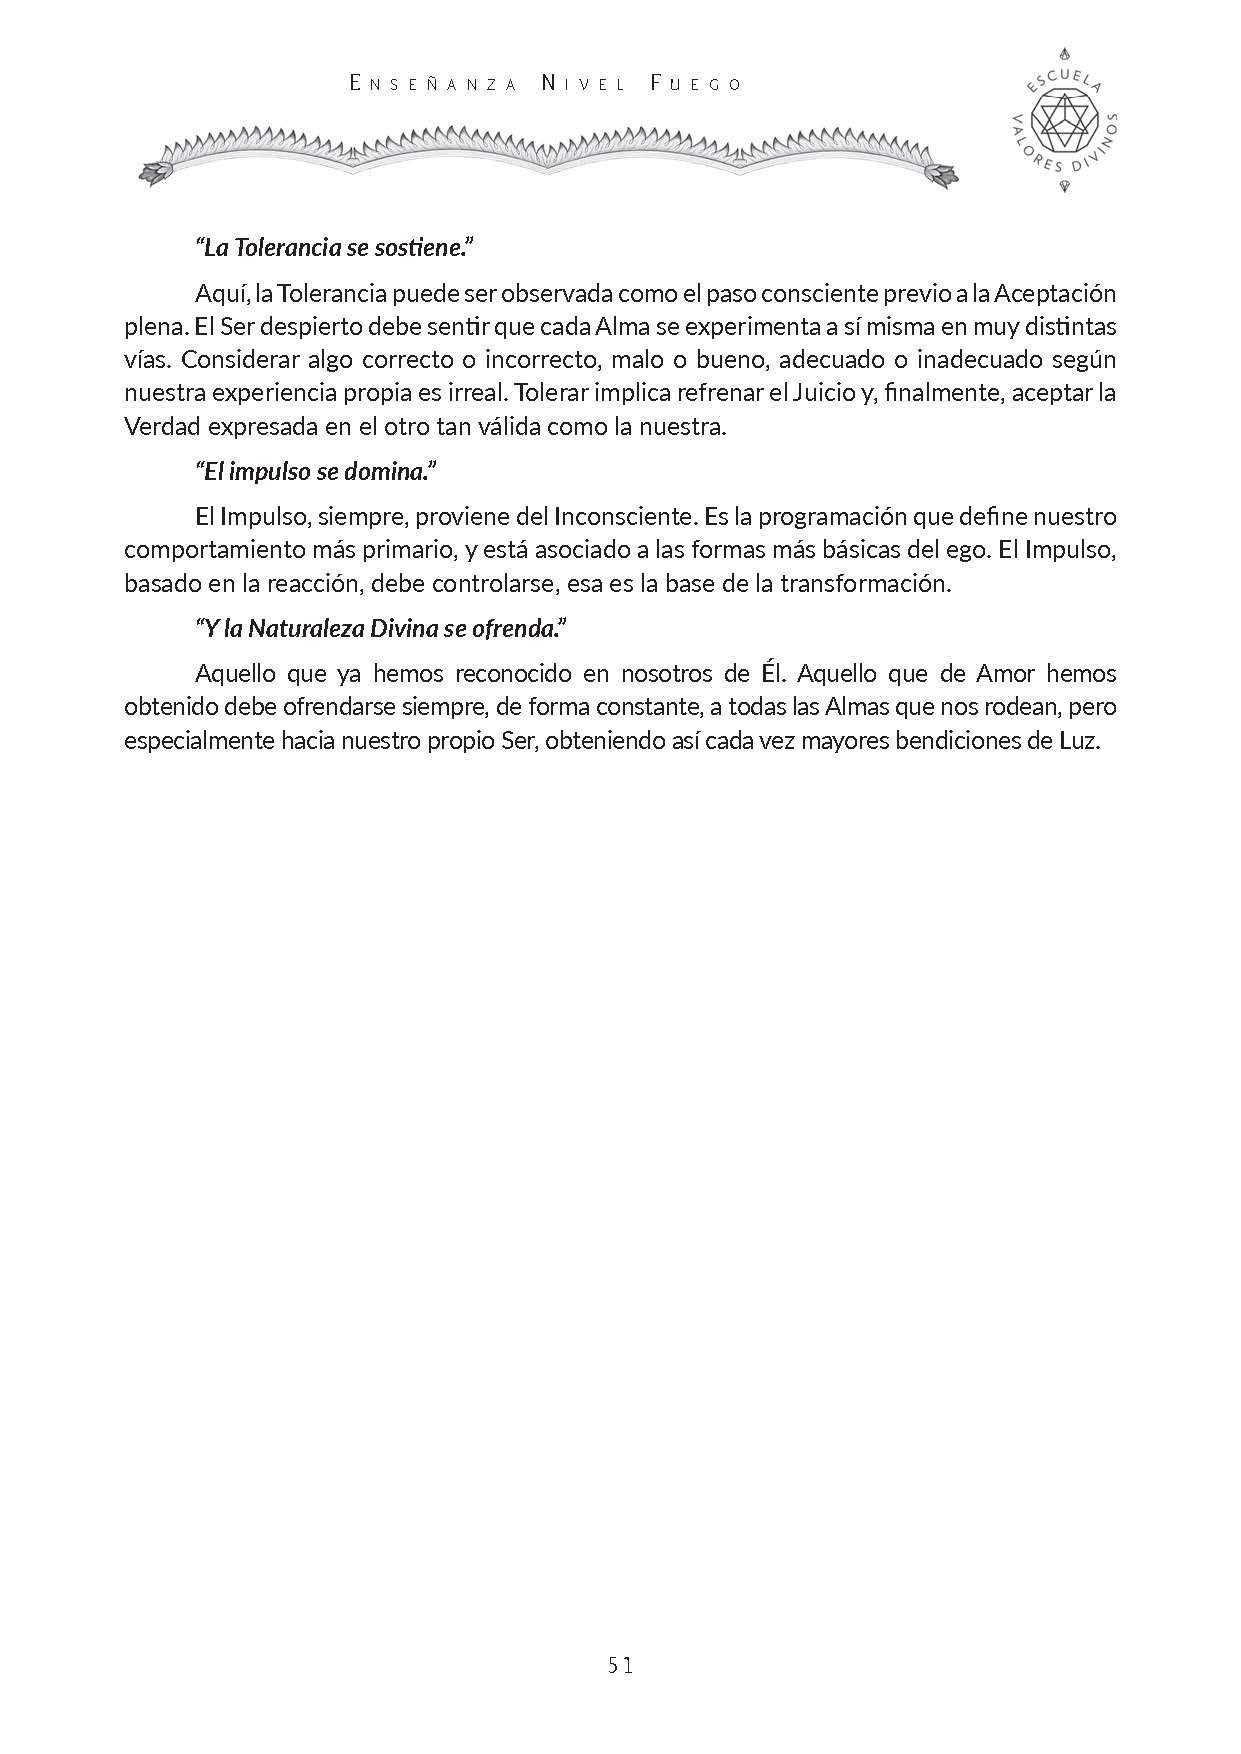 Enseñanza Nivel Fuego
ESCUELA
VALORES DIVINOS
“La Tolerancia se sostiene.”
Aquí, la Tolerancia puede ser observada como el paso consciente previo a la Aceptación
plena. El Ser despierto debe sentir que cada Alma se experimenta a sí misma en muy distintas
vías. Considerar algo correcto o incorrecto, malo o bueno, adecuado o inadecuado según
nuestra experiencia propia es irreal. Tolerar implica refrenar el Juicio y, finalmente, aceptar la
Verdad expresada en el otro tan válida como la nuestra.
“El impulso se domina.”
El Impulso, siempre, proviene del Inconsciente. Es la programación que define nuestro
comportamiento más primario, y está asociado a las formas más básicas del ego. El Impulso,
basado en la reacción, debe controlarse, esa es la base de la transformación.
“Y la Naturaleza Divina se ofrenda.”
Aquello que ya hemos reconocido en nosotros de Él. Aquello que de Amor hemos
obtenido debe ofrendarse siempre, de forma constante, a todas las Almas que nos rodean, pero
especialmente hacia nuestro propio Ser, obteniendo así cada vez mayores bendiciones de Luz.
51